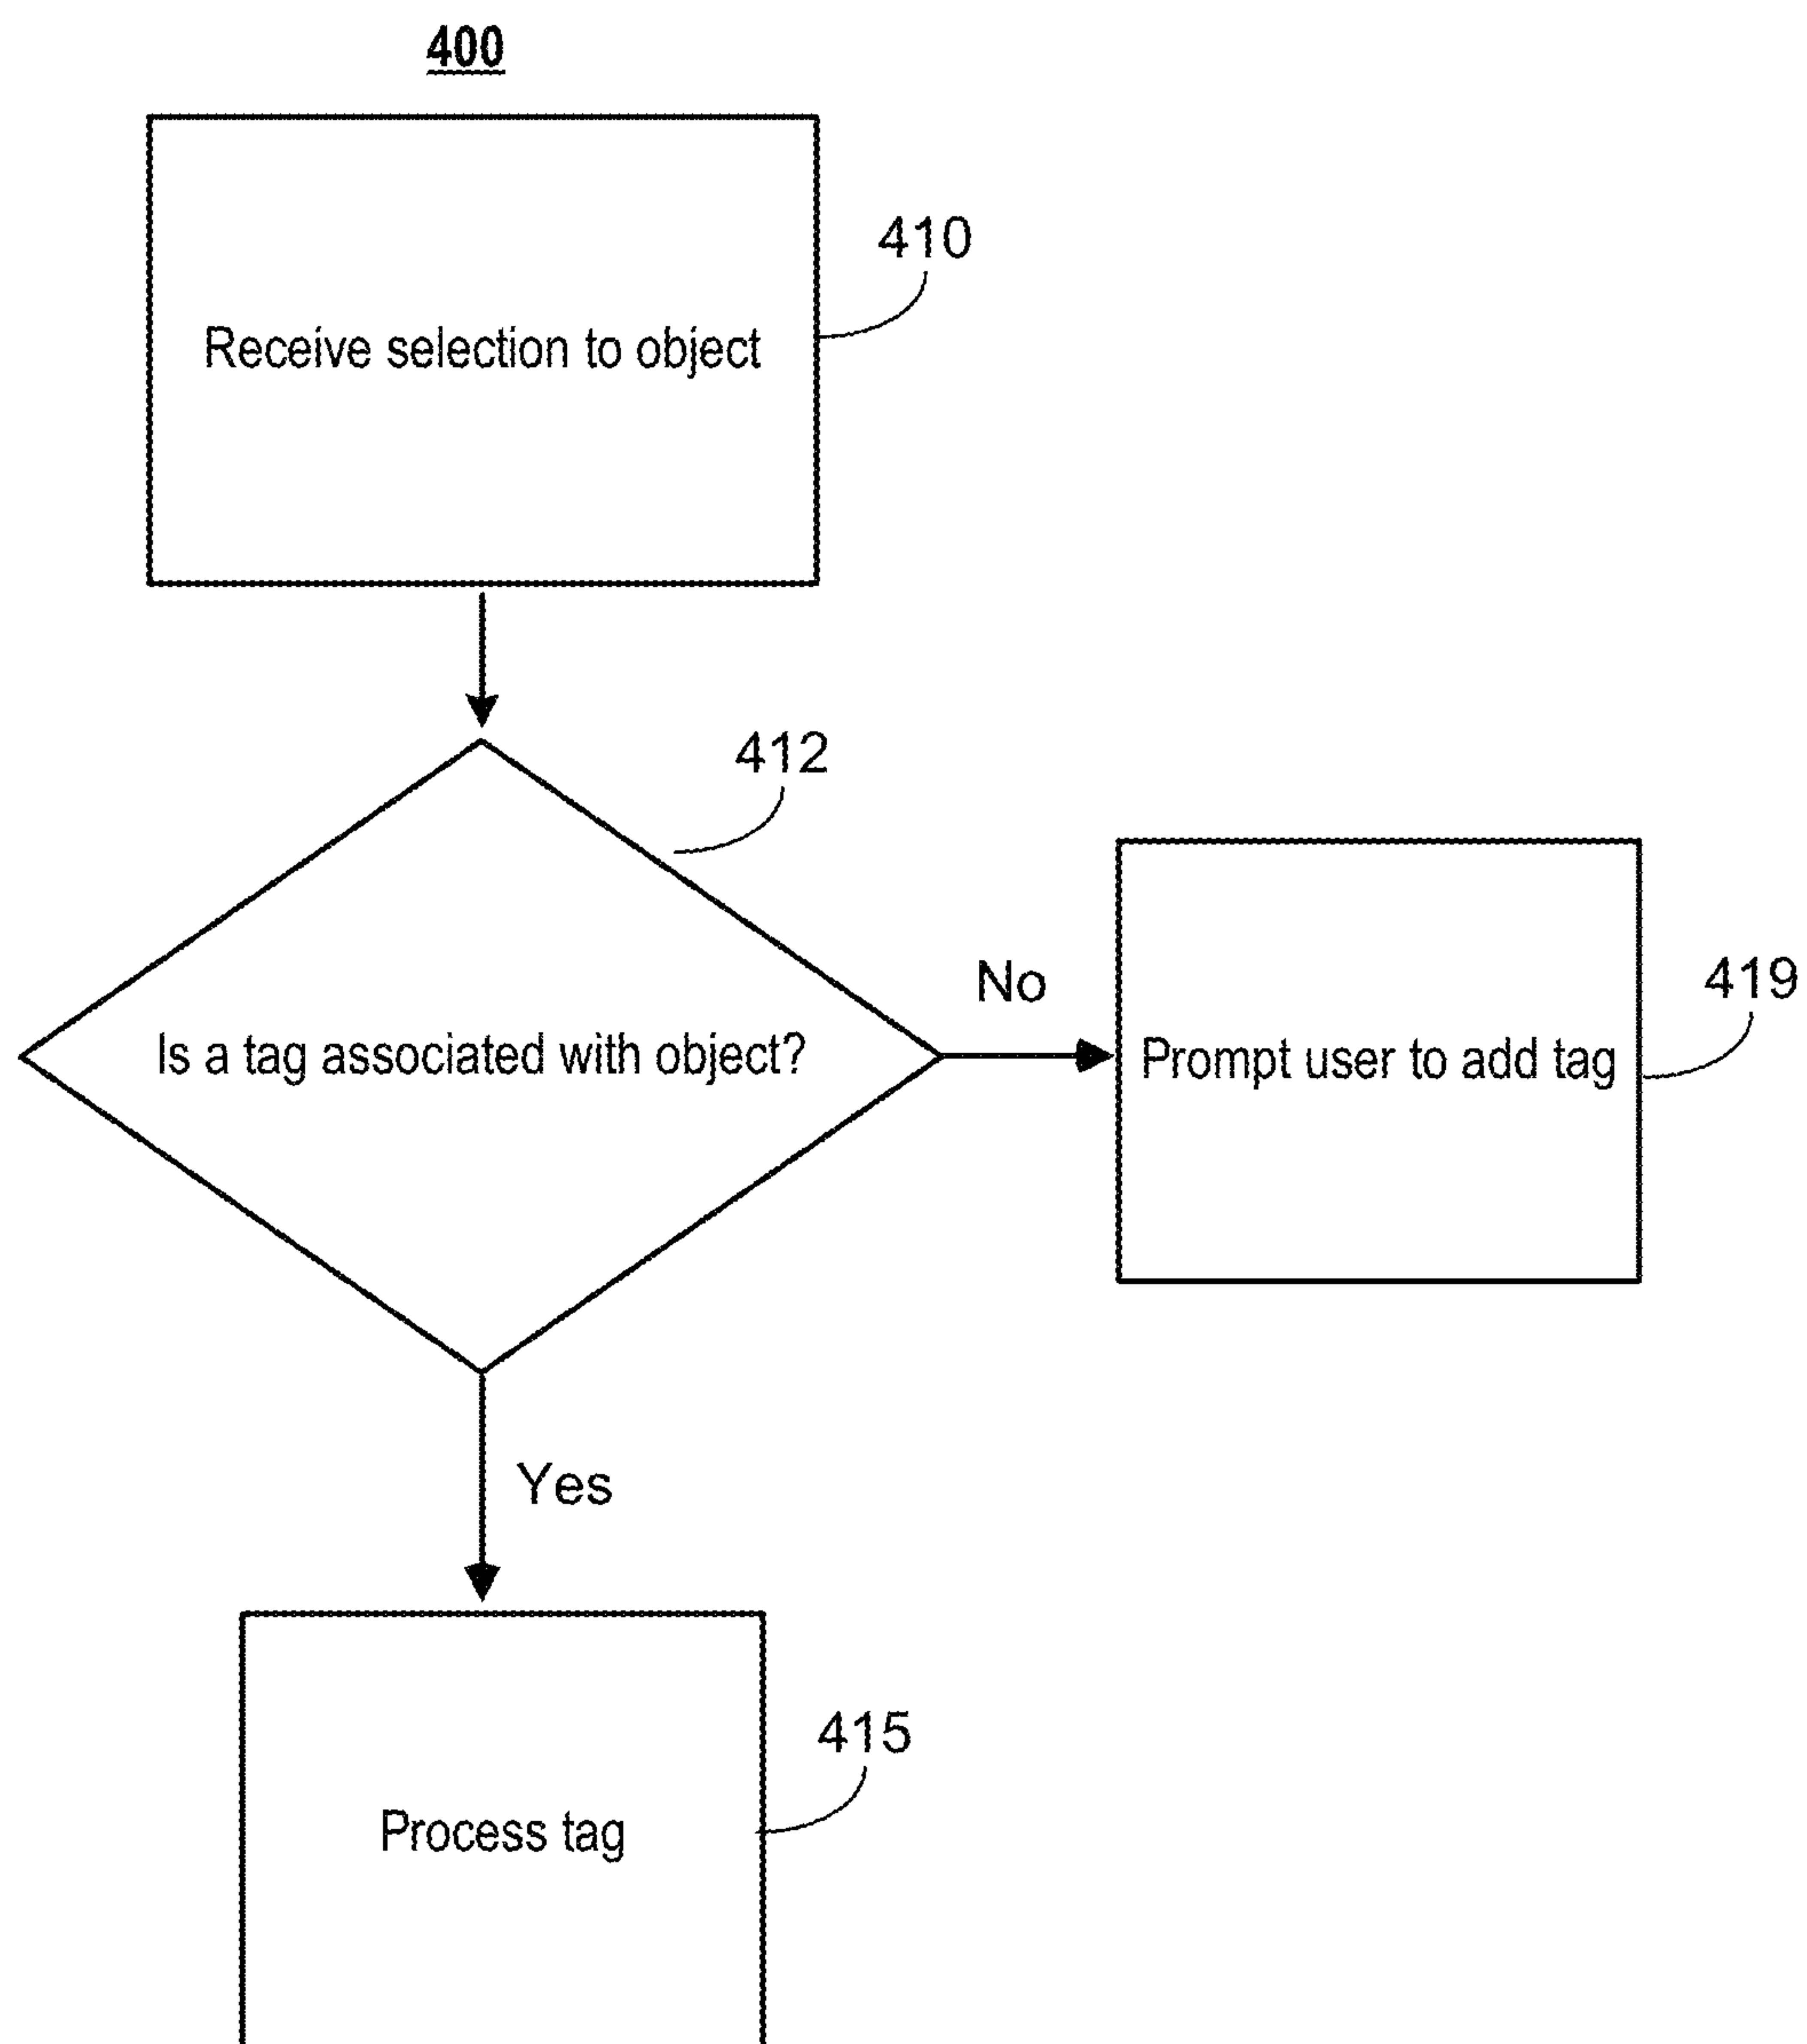 400
Receive selection to object
410
412
Is a tag associated with object?
No
Prompt user to add tag
419
Yes
Process tag
415